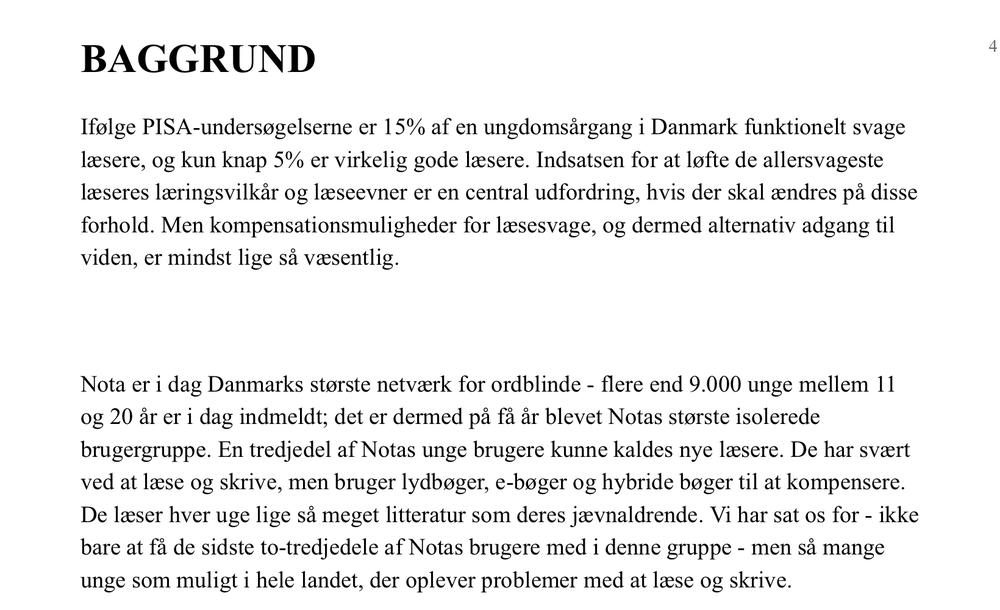 BAGGRUND
4
Ifølge PISA-undersøgelserne er 15% af en ungdomsårgang i Danmark funktionelt svage
læsere, og kun knap 5% er virkelig gode læsere. Indsatsen for at løfte de allersvageste
læseres læringsvilkår og læseevner er en central udfordring, hvis der skal ændres på disse
forhold. Men kompensationsmuligheder for læsesvage, og dermed alternativ adgang til
viden, er mindst lige så væsentlig.
Nota er i dag Danmarks største netværk for ordblinde - flere end 9.000 unge mellem 11
og 20 år er i dag indmeldt; det er dermed på få år blevet Notas største isolerede
brugergruppe. En tredjedel af Notas unge brugere kunne kaldes nye læsere. De har svært
ved at læse og skrive, men bruger lydbøger, e-bøger og hybride bøger til at kompensere.
De læser hver uge lige så meget litteratur som deres jævnaldrende. Vi har sat os for - ikke
bare at få de sidste to-tredjedele af Notas brugere med i denne gruppe - men så mange
unge som muligt i hele landet, der oplever problemer med at læse og skrive.